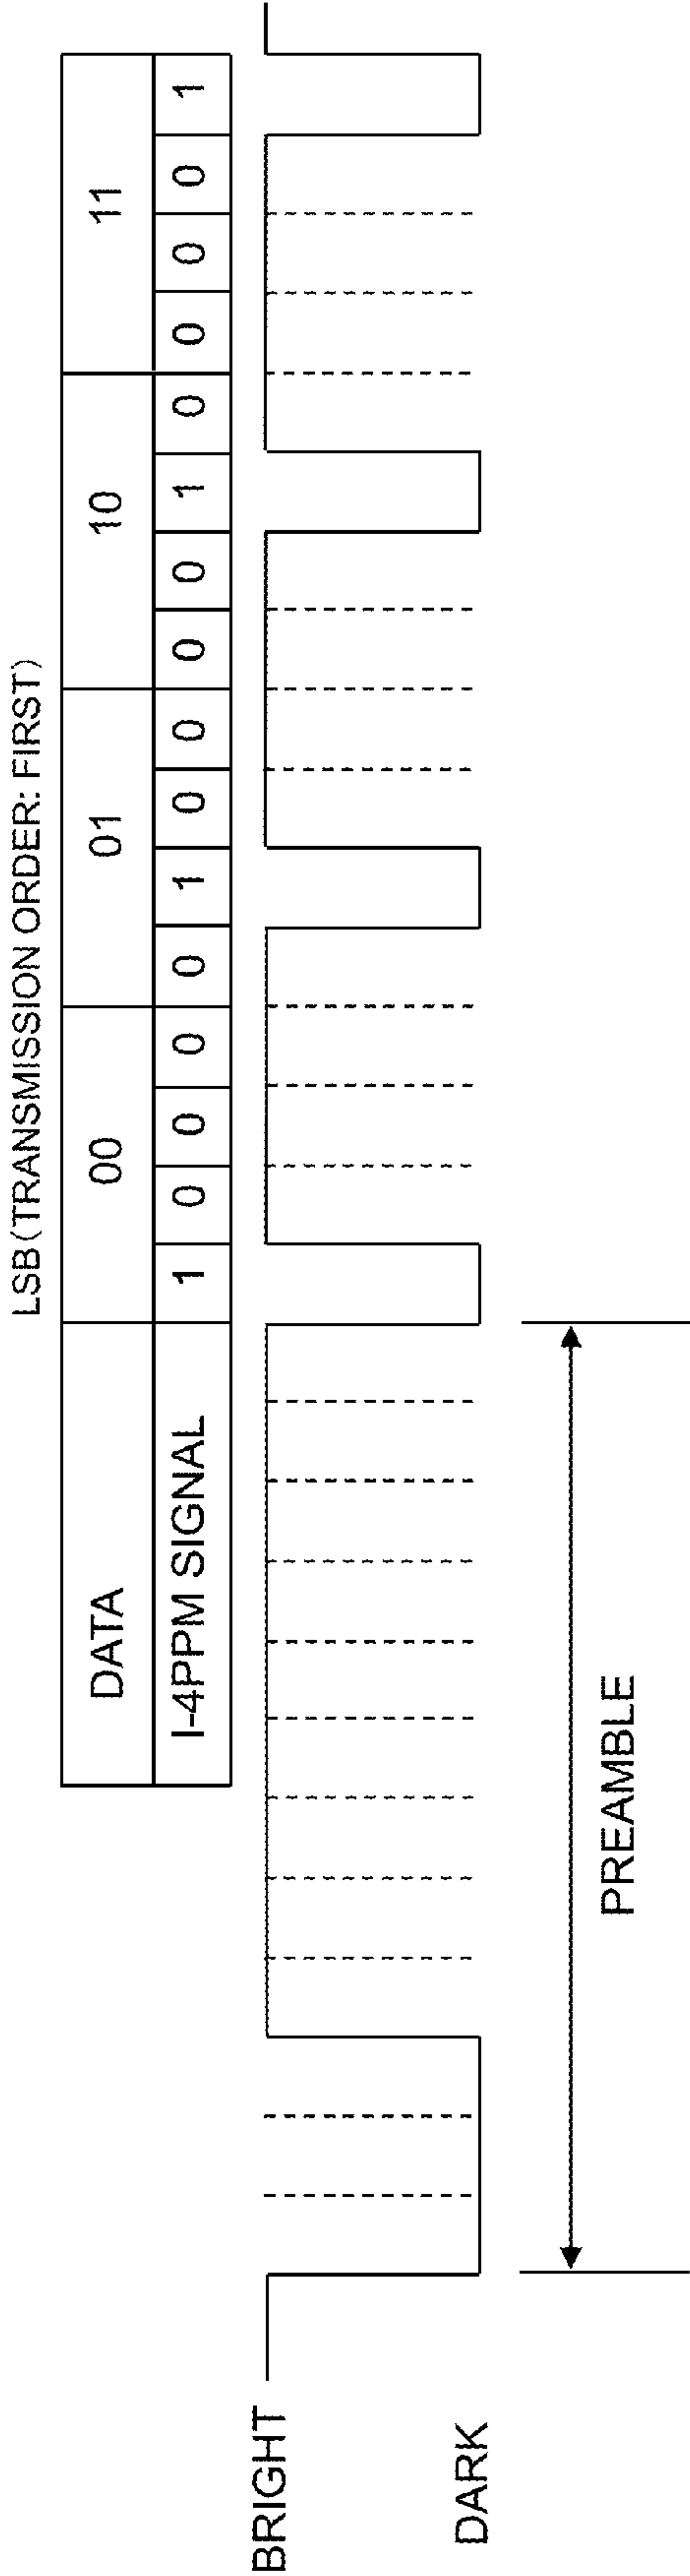 LSB(TRANSMISSION ORDER: FIRST)
DATA 00 01 10 11
I-4PPM SIGNAL 1 0 0 0 0 1 0 0 0 0 1 0 0 0 0 1
BRIGHT
DARK
PREAMBLE